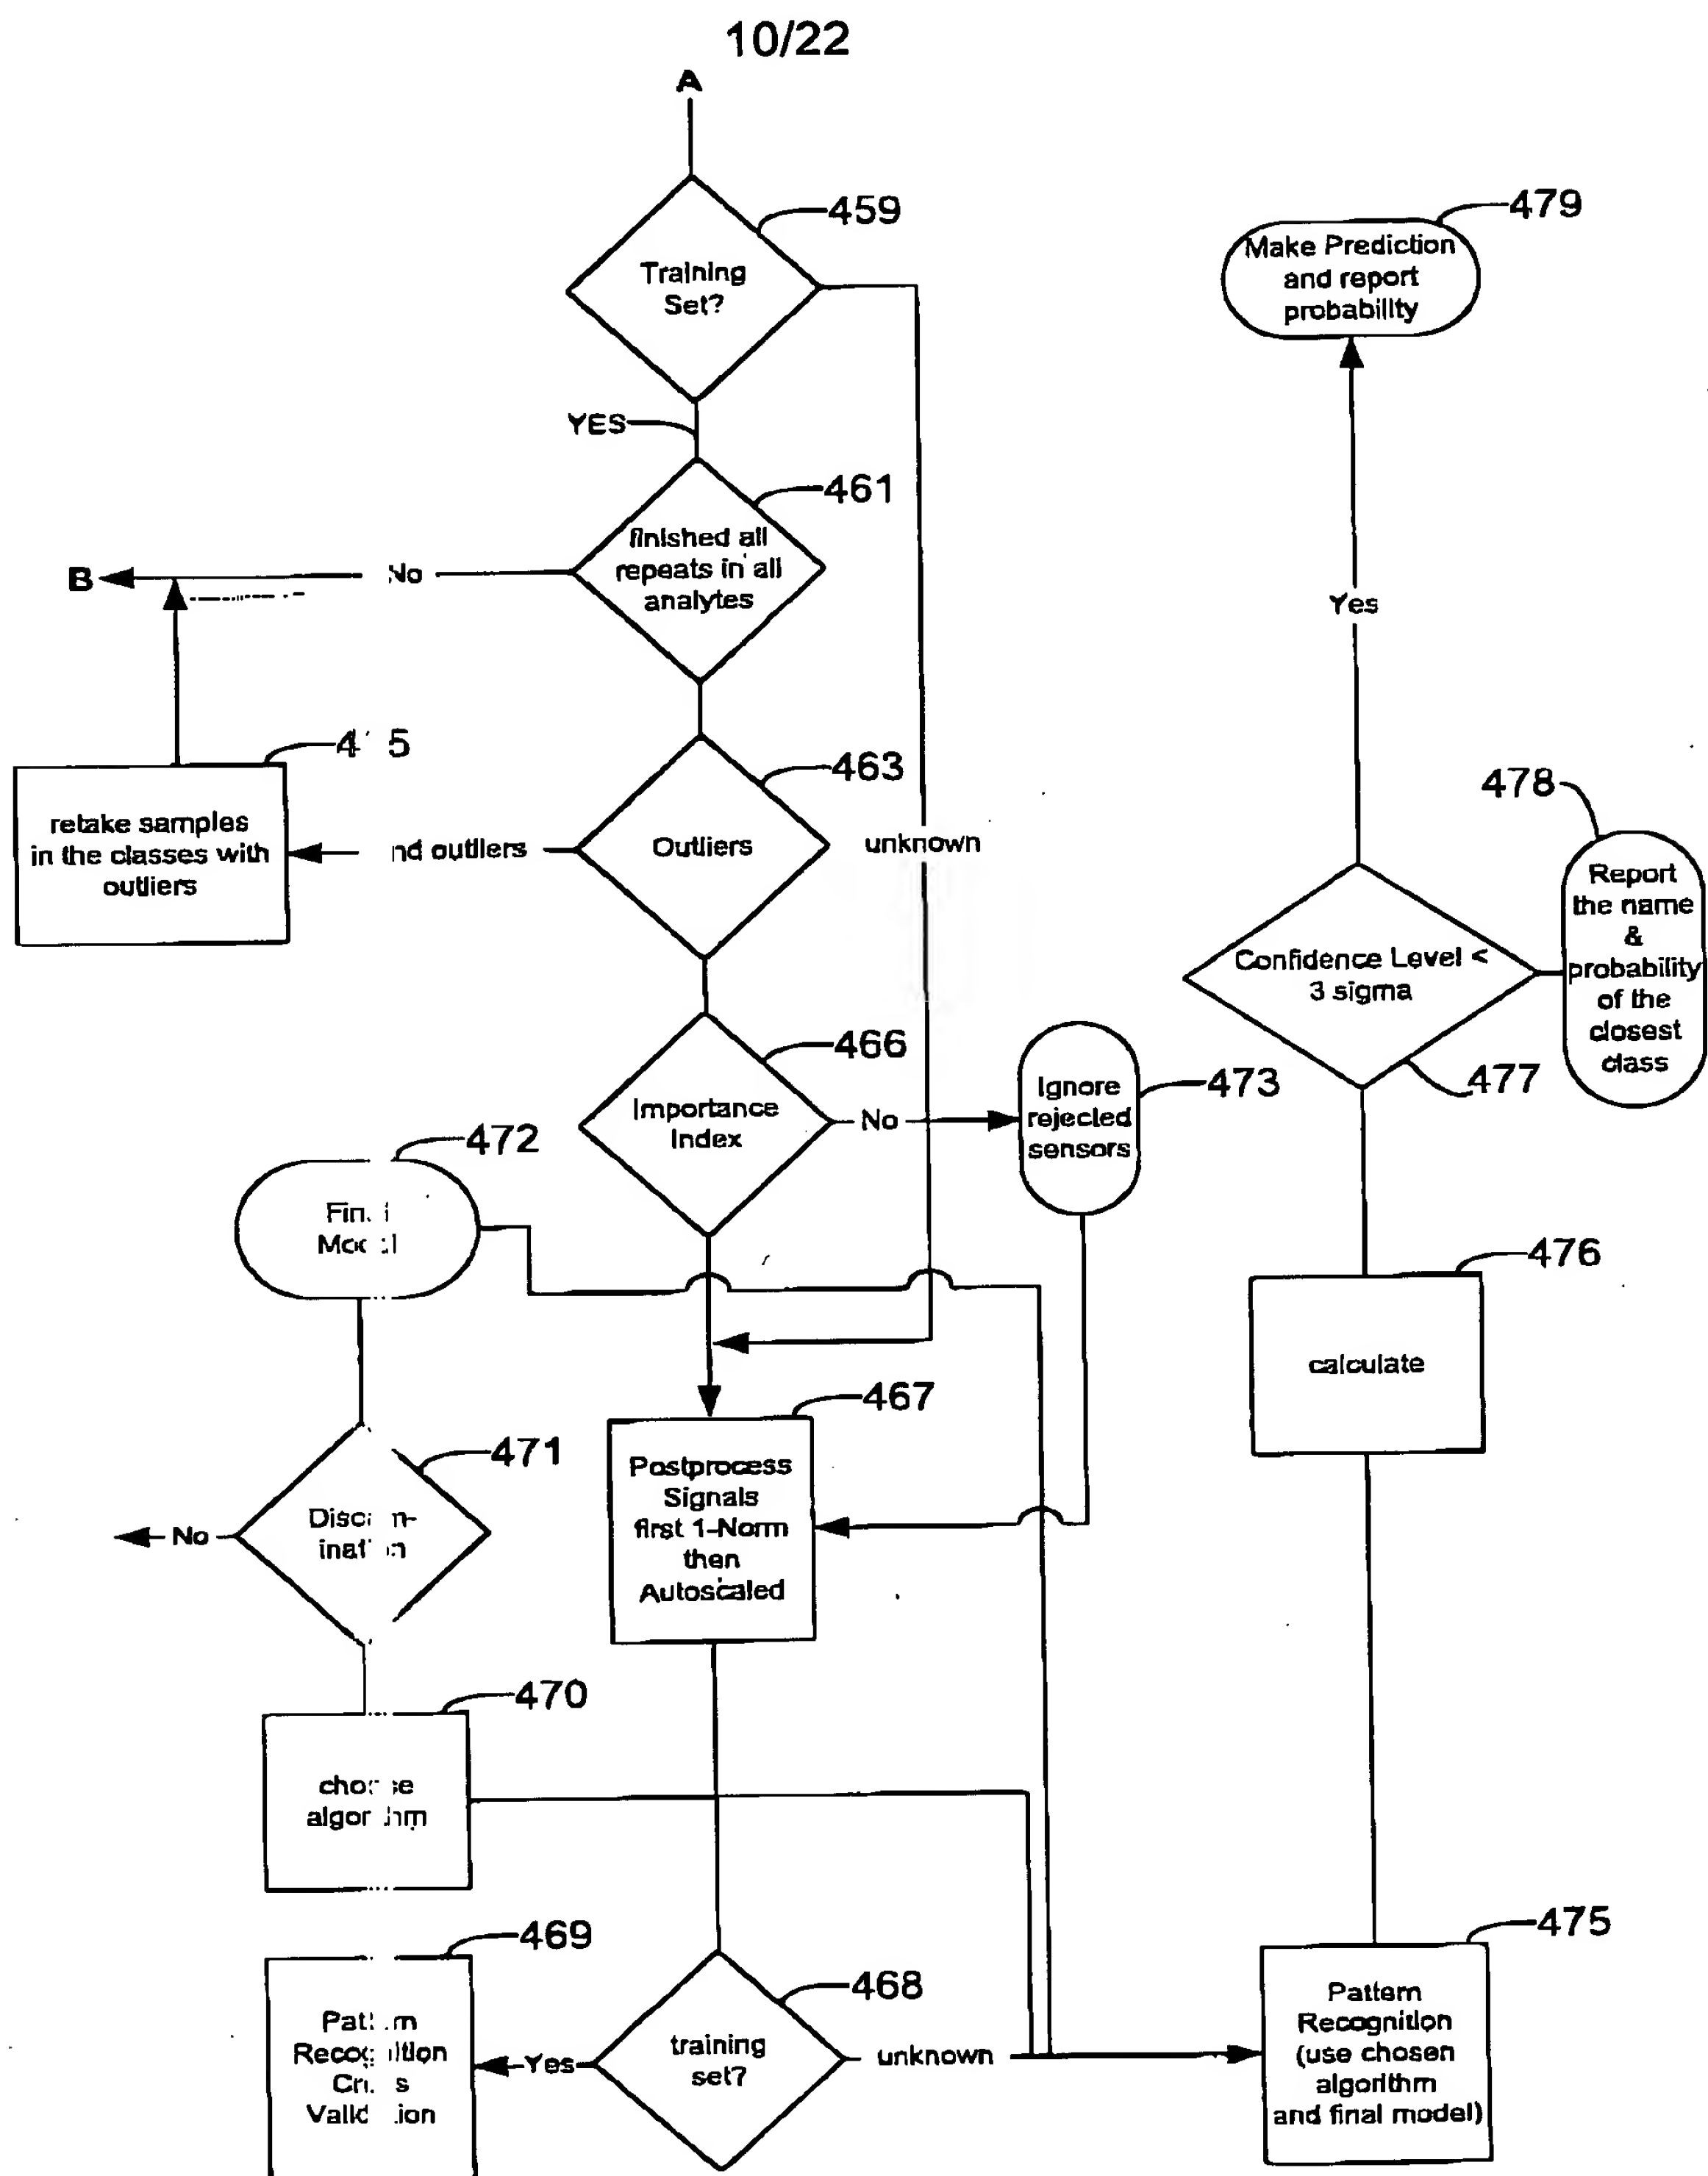 10/22
A
459
Training
Set?
YES
461
finished all
repeats in all
analytes
B
No
463
Outliers
outliers
retake samples
in the classes with
outliers
unknown
466
Importance
Index
No
473
Ignore
rejected
sensors
472
471
No
467
Postprocess
Signals
first 1-Norm
then
Autoscaled
470
469
468
training
set?
Yes
unknown
479
Make Prediction
and report
probability
Yes
478
Report
the name
&
probability
of the
closest
class
Confidence Level <
3 sigma
477
476
calculate
475
Pattern
Recognition
(use chosen
algorithm
and final model)